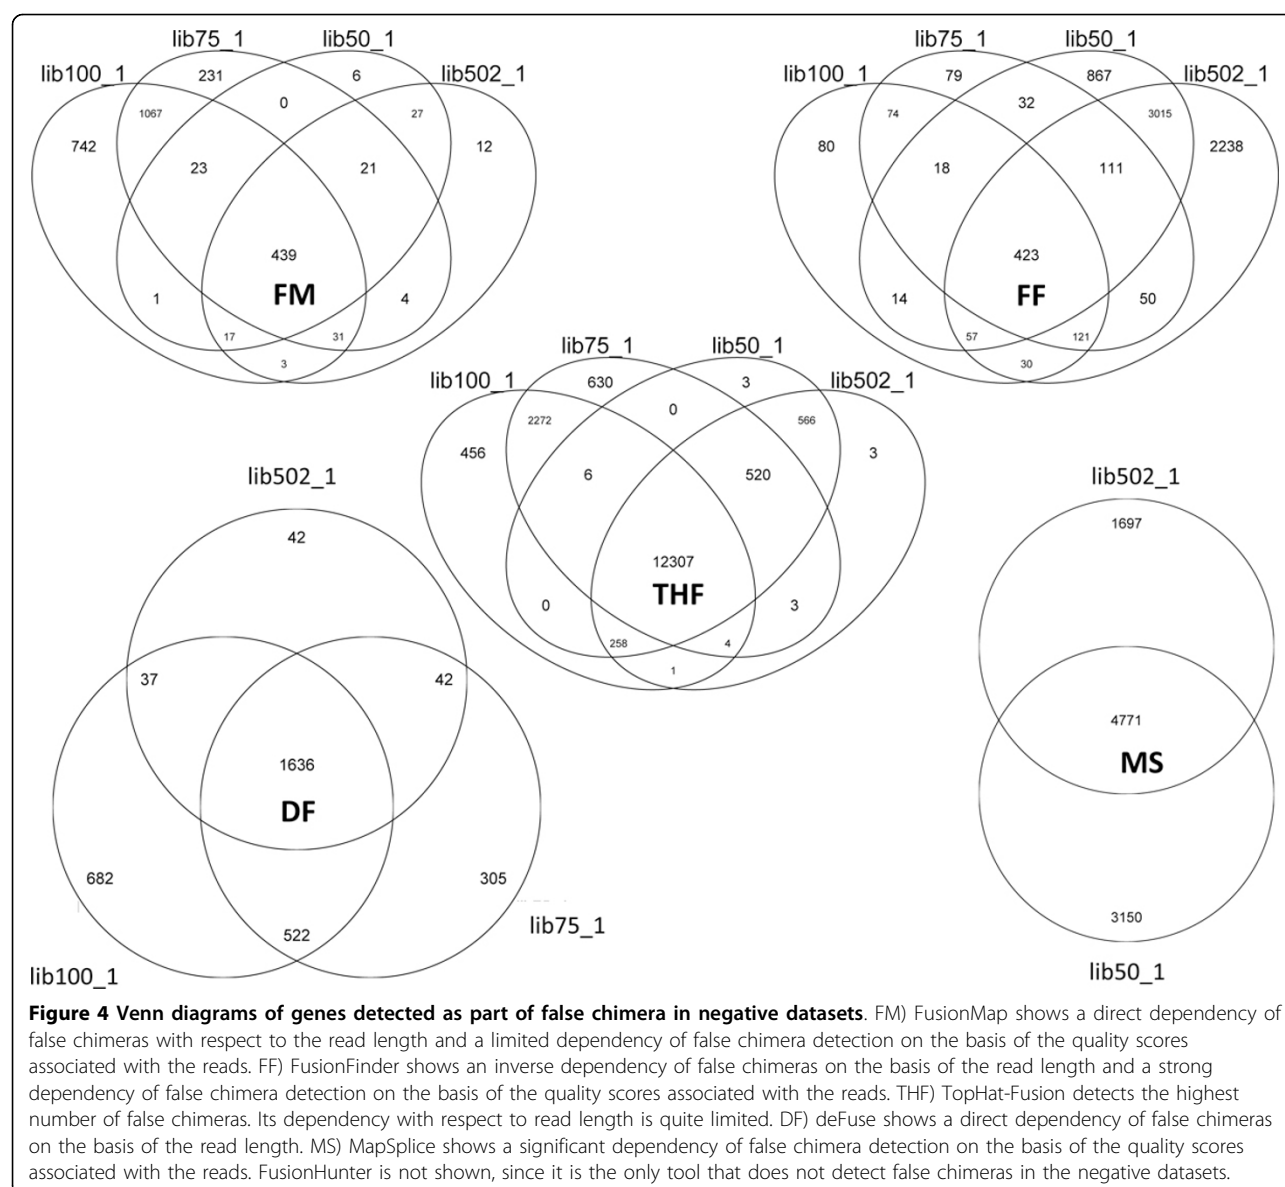 lib75_1
lib50_1
lib100_1
lib502_1
231
6
0
1067
27
742
12
23
21
439
FM
1
4
17
31
3
lib75_1
lib50_1
lib100_1
lib502_1
79
867
32
74
3015
80
2238
18
111
423
FF
14
50
57
121
30
lib75_1
lib50_1
lib100_1
lib502_1
630
3
0
2272
566
456
3
6
520
12307
THF
0
3
258
4
1
lib502_1
42
37
42
1636
DF
682
305
522
lib75_1
lib100_1
lib502_1
1697
4771
MS
3150
lib50_1
Figure 4 Venn diagrams of genes detected as part of false chimera in negative datasets. FM) FusionMap shows a direct dependency of
false chimeras with respect to the read length and a limited dependency of false chimera detection on the basis of the quality scores
associated with the reads. FF) FusionFinder shows an inverse dependency of false chimeras on the basis of the read length and a strong
dependency of false chimera detection on the basis of the quality scores associated with the reads. THF) TopHat-Fusion detects the highest
number of false chimeras. Its dependency with respect to read length is quite limited. DF) deFuse shows a direct dependency of false chimeras
on the basis of the read length. MS) MapSplice shows a significant dependency of false chimera detection on the basis of the quality scores
associated with the reads. FusionHunter is not shown, since it is the only tool that does not detect false chimeras in the negative datasets.